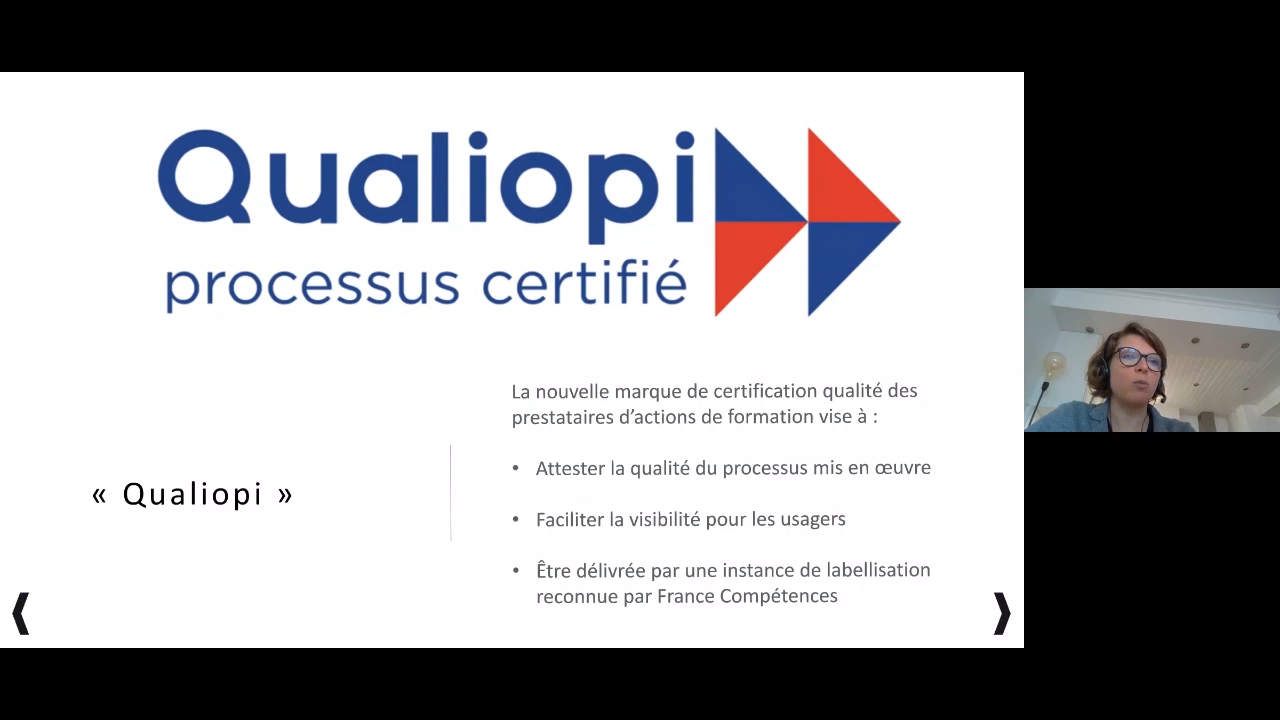 Qualiopi
processus certifié
La nouvelle marque de certification qualité des
prestataires d’actions de formation vise à :
• Attester la qualité du processus mis en œuvre
« Qualiopi »
• Faciliter la visibilité pour les usagers
• Être délivrée par une instance de labellisation
reconnue par France Compétences